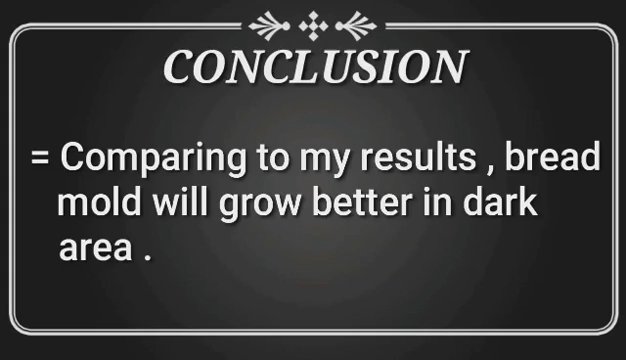 CONCLUSION
= Comparing to my results , bread
mold will grow better in dark
area .